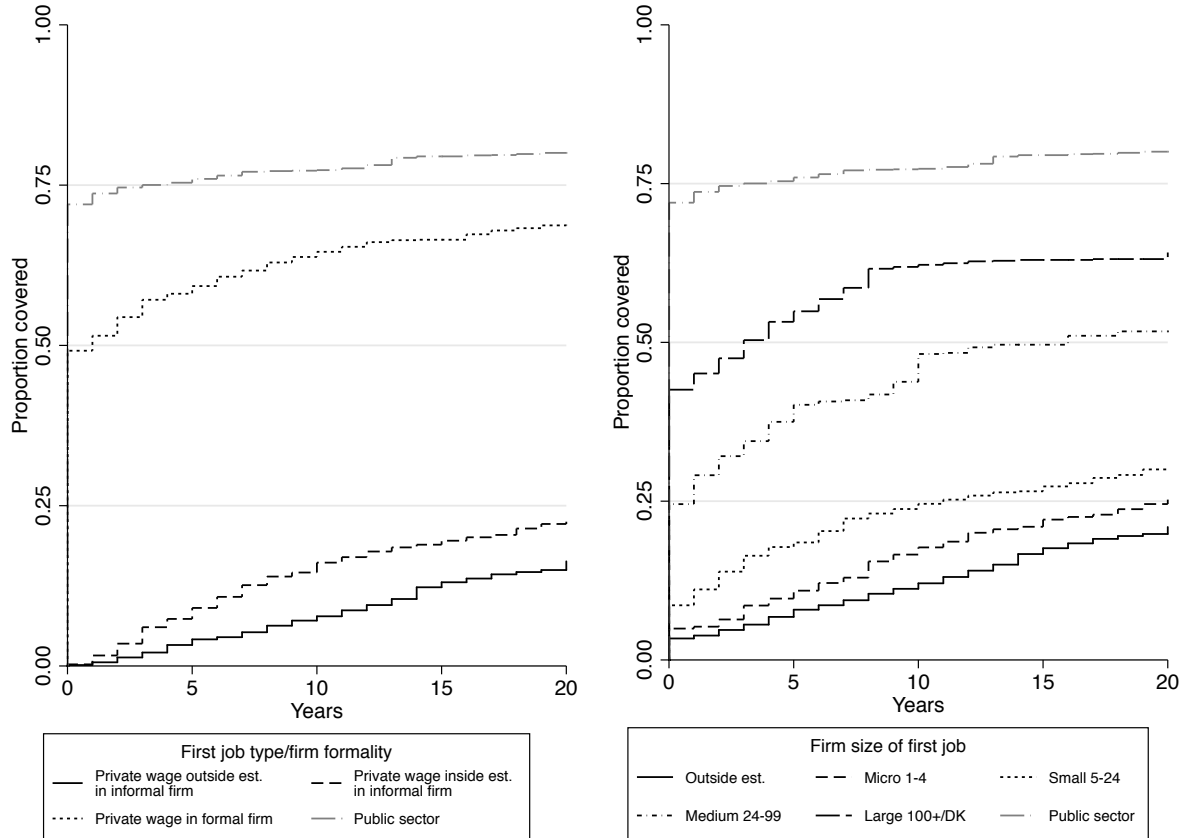 1.00
0.75
0.50
0.25
0.00
Proportion covered
0
5
10
15
20
Years
First job type/firm formality
Private wage outside est.
in informal firm
Private wage inside est.
in informal firm
Private wage in formal firm
Public sector
1.00
0.75
0.50
0.25
0.00
Proportion covered
0
5
10
15
20
Years
Firm size of first job
Outside est.
Micro 1-4
Small 5-24
Medium 24-99
Large 100+/DK
Public sector